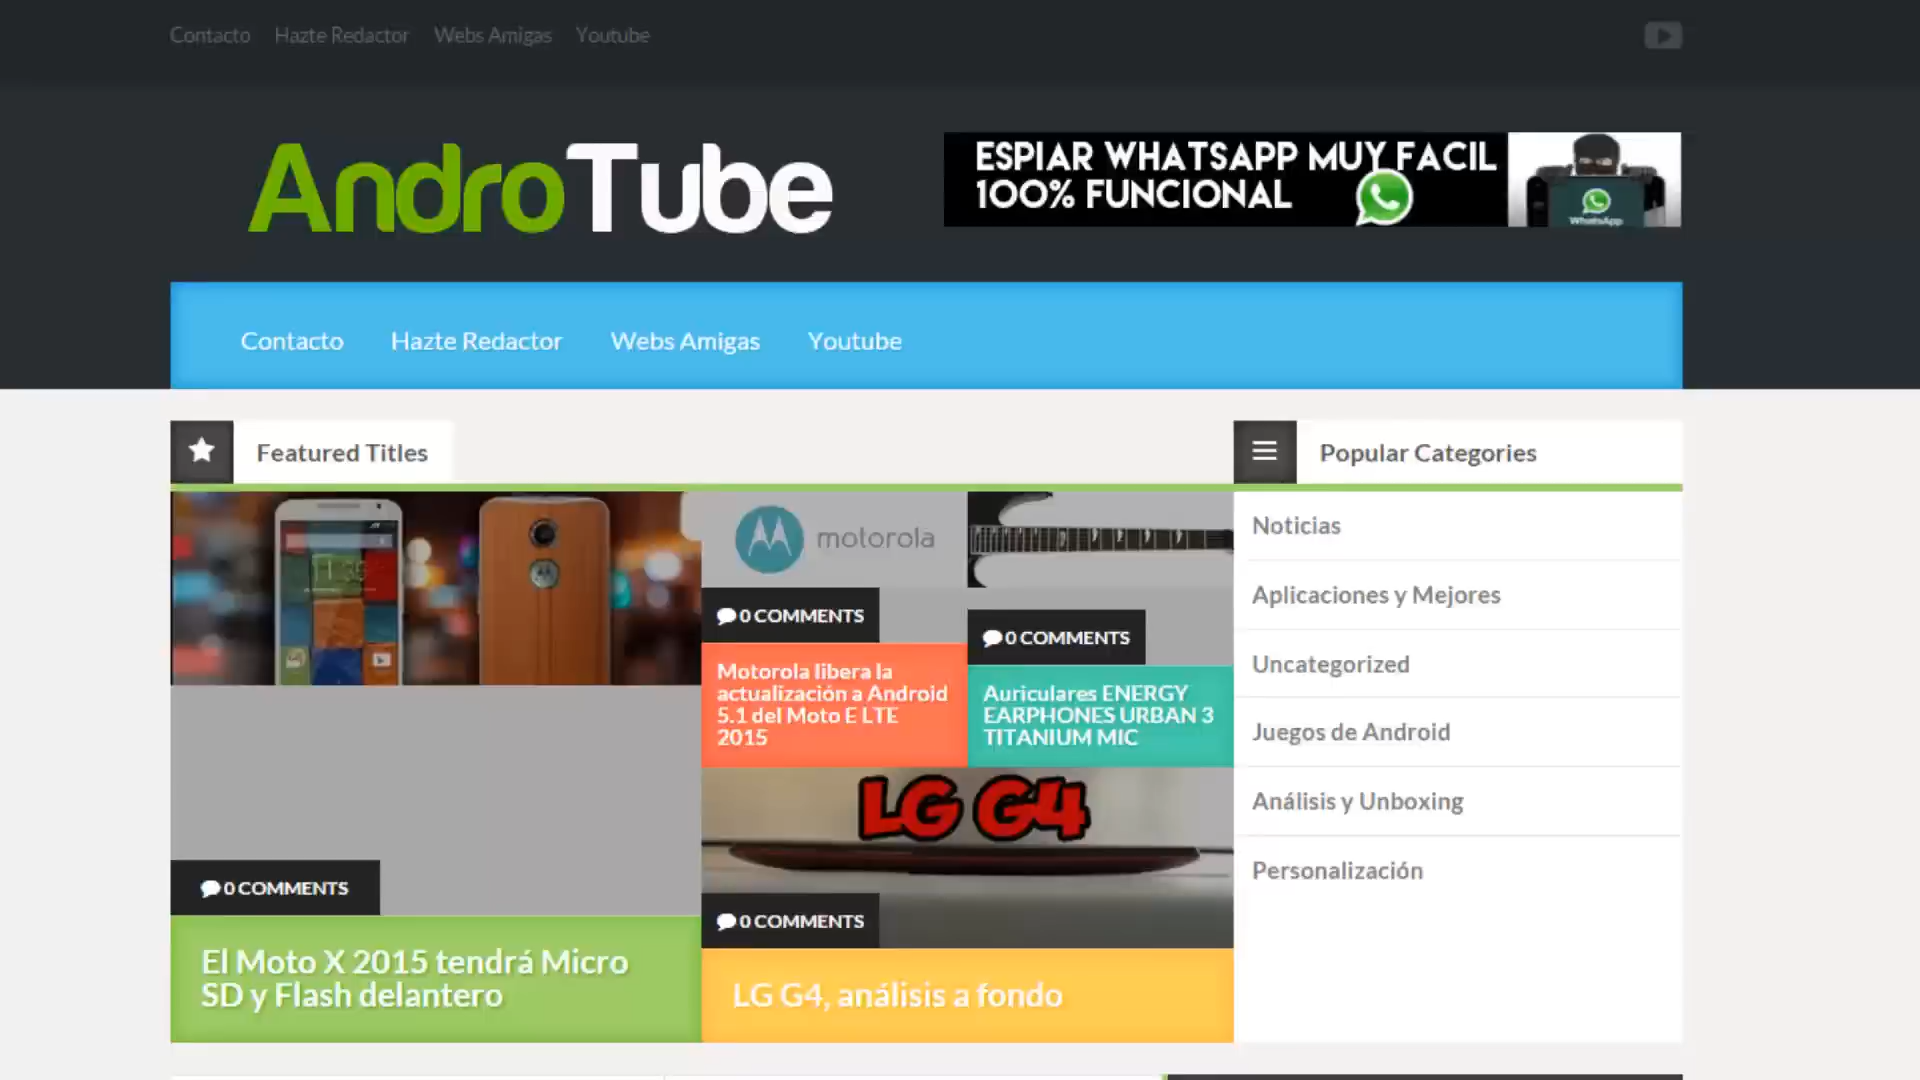 Contacto Hazte Redactor Webs Amigas Youtube
AndroTube
ESPIAR WHATSAPP MUY FACIL
100% FUNCIONAL
WhatsApp
Contacto Hazte Redactor Webs Amigas Youtube
Featured Titles
0 COMMENTS
El Moto X 2015 tendrá Micro
SD y Flash delantero
motorola
0 COMMENTS
Motorola libera la
actualización a Android
5.1 del Moto E LTE
2015
0 COMMENTS
Auriculares ENERGY
EARPHONES URBAN 3
TITANIUM MIC
LG G4
0 COMMENTS
LG G4, análisis a fondo
Popular Categories
Noticias
Aplicaciones y Mejores
Uncategorized
Juegos de Android
Análisis y Unboxing
Personalización